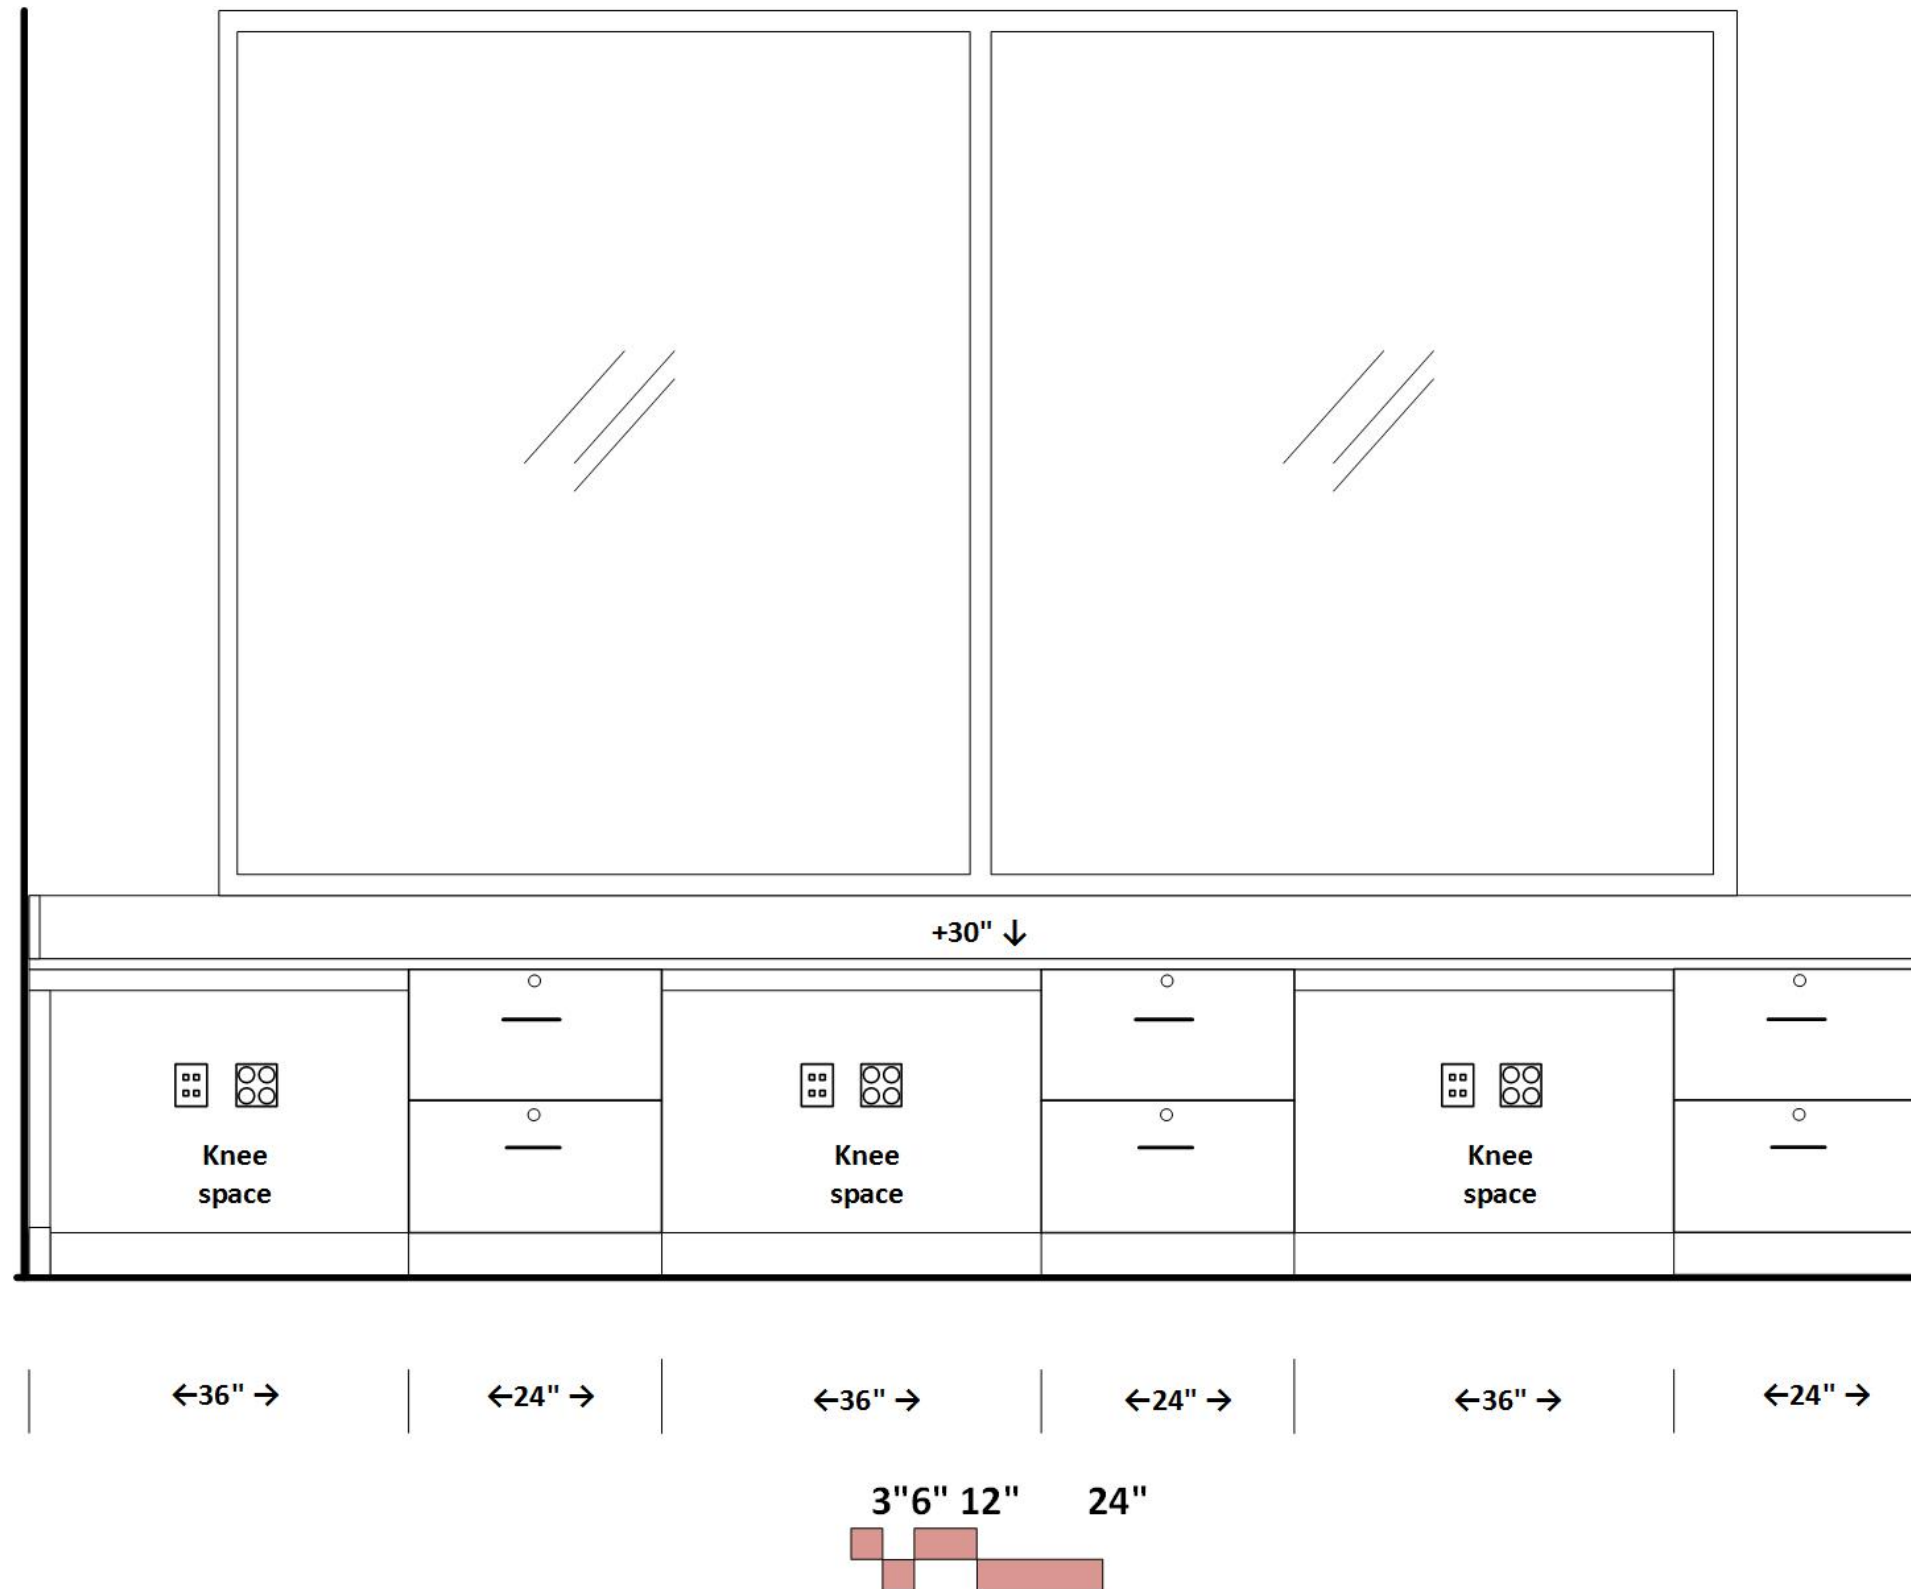 +30" ↓
Knee
space
Knee
space
Knee
space
←36" →
←24" →
←36" →
←24" →
←36" →
←24" →
3"6" 12" 24"